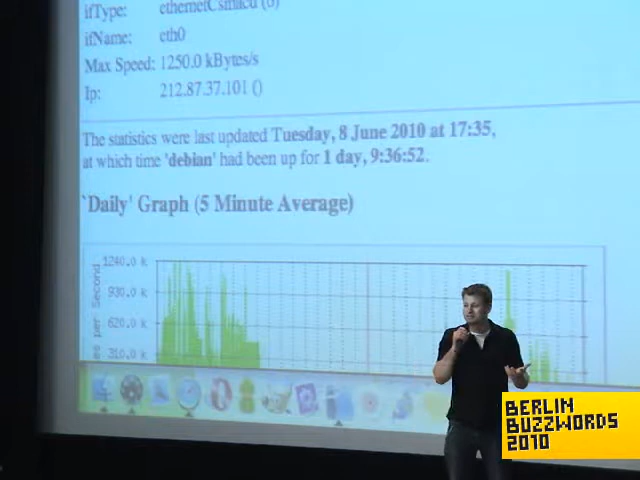 ifType: ethernetCsmacd (6)
ifName: eth0
Max Speed: 1250.0 kBytes/s
Ip: 212.87.37.101 ()
The statistics were last updated Tuesday, 8 June 2010 at 17:35,
at which time 'debian' had been up for 1 day, 9:36:52.
`Daily' Graph (5 Minute Average)
1240.0 k
930.0 k
620.0 k
310.0 k
per Second
BERLIN
BUZZWORDS
2010